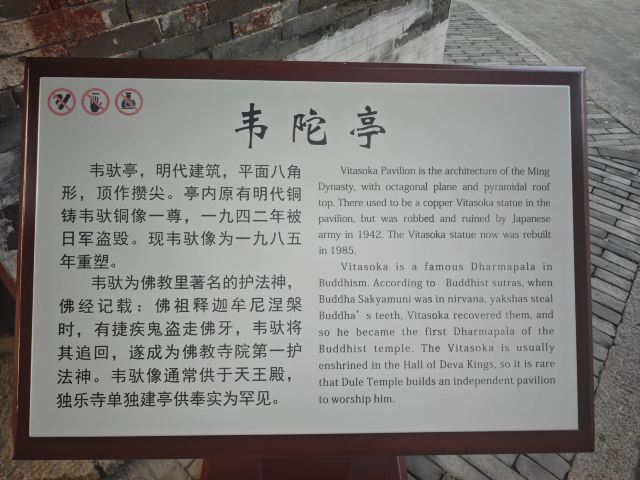 韦陀亭
韦驮亭，明代建筑，平面八角
形，顶作攒尖。亭内原有明代铜
铸韦驮铜像一尊，一九四二年被
日军盗毁。现韦驮像为一九八五
年重塑。
韦驮为佛教里著名的护法神，
佛经记载：佛祖释迦牟尼涅槃
时，有捷疾鬼盗走佛牙，韦驮将
其追回，遂成为佛教寺院第一护
法神。韦驮像通常供于天王殿，
独乐寺单独建亭供奉实为罕见。
Vitasoka Pavilion is the architecture of the Ming
Dynasty, with octagonal plane and pyramidal roof
top. There used to be a copper Vitasoka statue in the
pavilion, but was robbed and ruined by Japanese
army in 1942. The Vitasoka statue now was rebuilt
in 1985.
Vitasoka is a famous Dharmapala in
Buddhism. According to Buddhist sutras, when
Buddha Sakyamuni was in nirvana, yakshas steal
Buddha's teeth, Vitasoka recovered them, and
so he became the first Dharmapala of the
Buddhist temple. The Vitasoka is usually
enshrined in the Hall of Deva Kings, so it is rare
that Dule Temple builds an independent pavilion
to worship him.